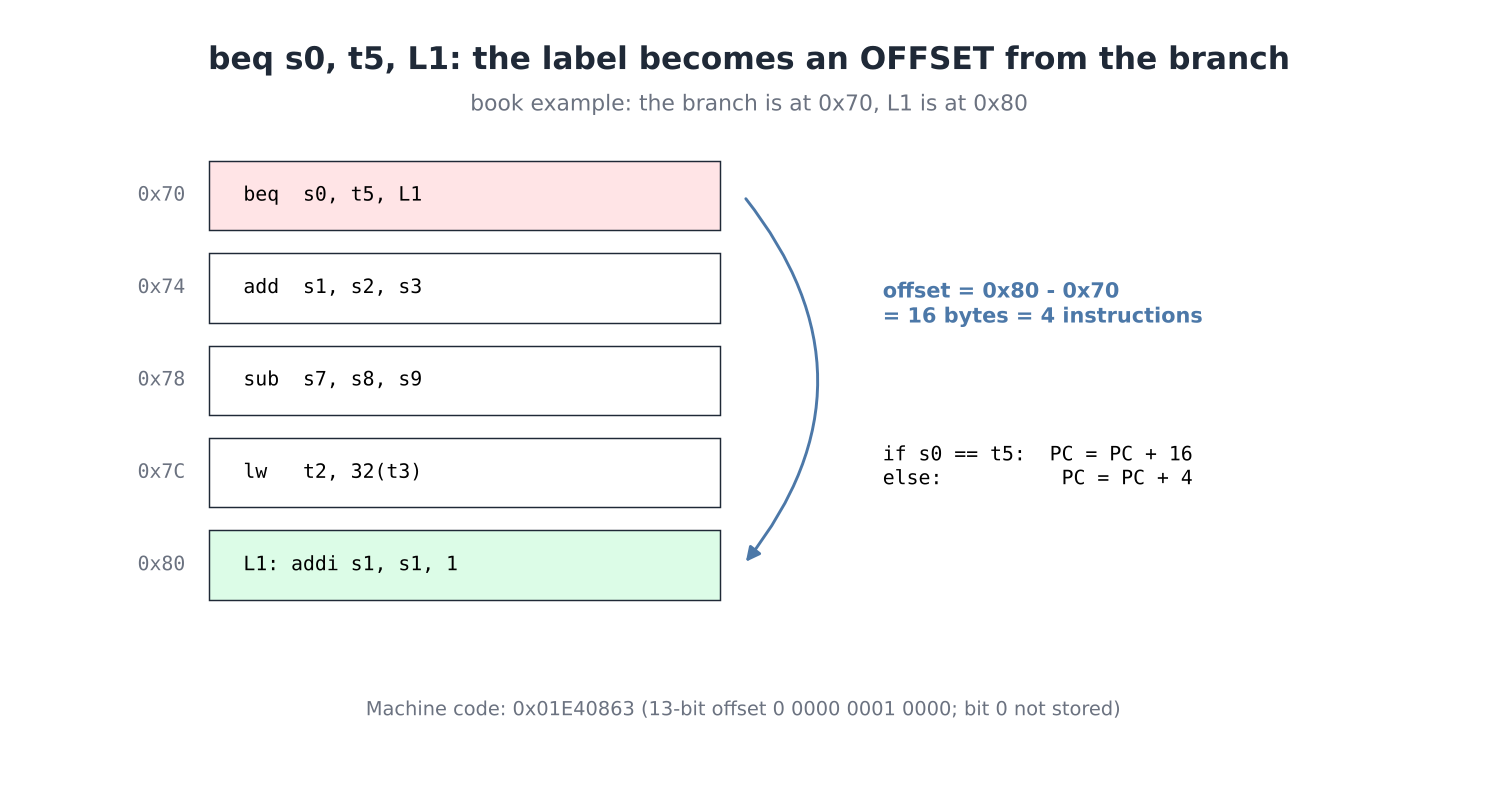 beq s0, t5, L1: the label becomes an OFFSET from the branch
book example: the branch is at 0x70, L1 is at 0x80
0x70 beq  s0, t5, L1
0x74 add  s1, s2, s3
0x78 sub  s7, s8, s9
0x7C lw   t2, 32(t3)
0x80 L1: addi s1, s1, 1
offset = 0x80 - 0x70
= 16 bytes = 4 instructions
if s0 == t5:  PC = PC + 16
else:          PC = PC + 4
Machine code: 0x01E40863 (13-bit offset 0 0000 0001 0000; bit 0 not stored)